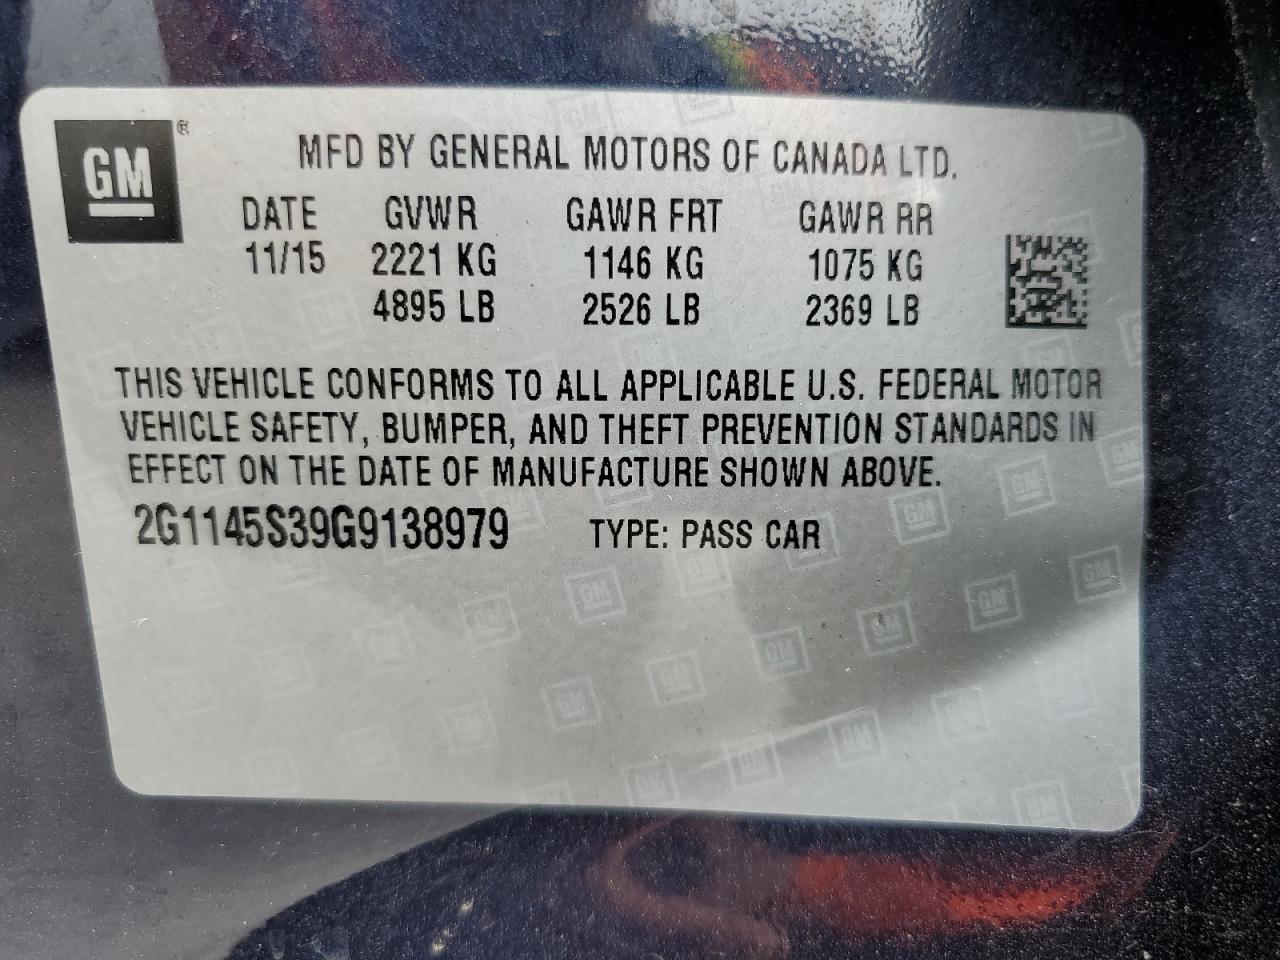 GM®
MFD BY GENERAL MOTORS OF CANADA LTD.
DATE GVWR GAWR FRT GAWR RR
11/15 2221 KG 1146 KG 1075 KG
4895 LB 2526 LB 2369 LB
THIS VEHICLE CONFORMS TO ALL APPLICABLE U.S. FEDERAL MOTOR
VEHICLE SAFETY, BUMPER, AND THEFT PREVENTION STANDARDS IN
EFFECT ON THE DATE OF MANUFACTURE SHOWN ABOVE.
2G1145S39G9138979 TYPE: PASS CAR